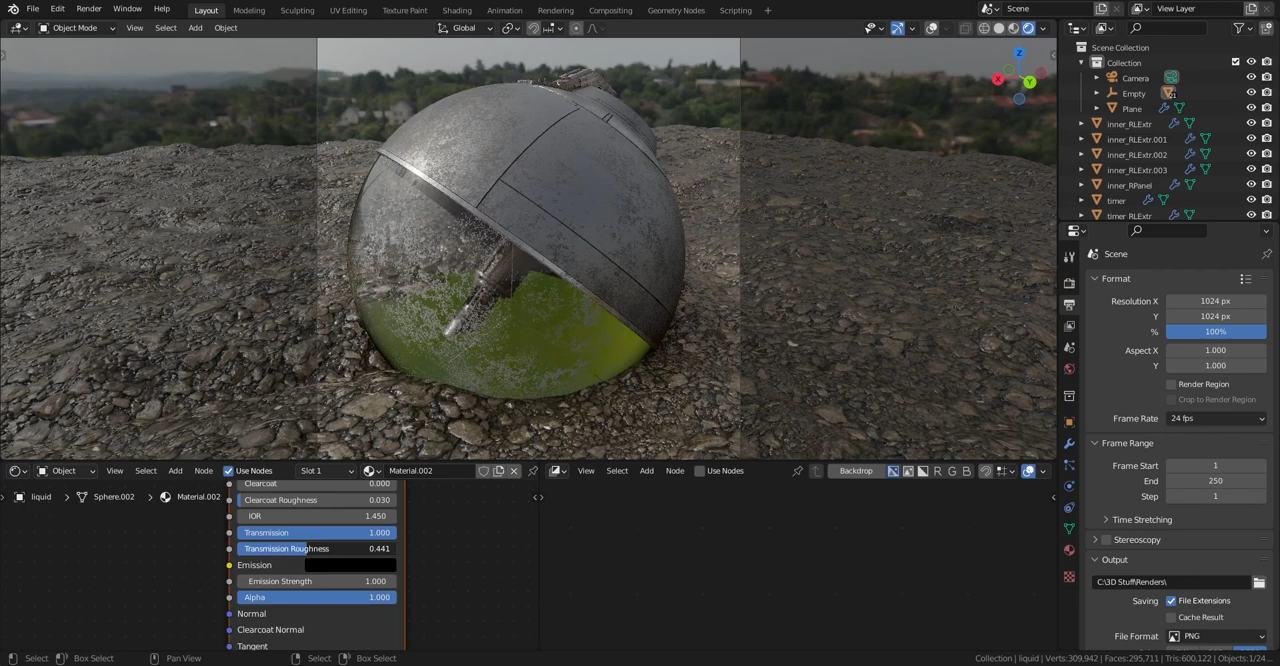 File Edit Render Window Help Layout Modeling Sculpting UV Editing Texture Paint Shading Animation Rendering Compositing Geometry Nodes Scripting + Scene View Layer
Object Mode View Select Add Object Global
Z
X
Y
Scene Collection
Collection
Camera
Empty 21
Plane
inner_RLExtr
inner_RLExtr.001
inner_RLExtr.002
inner_RLExtr.003
inner_RPanel
timer
timer_RLExtr
Scene
Format
Resolution X 1024 px
Y 1024 px
% 100%
Aspect X 1.000
Y 1.000
Render Region
Crop to Render Region
Frame Rate 24 fps
Frame Range
Frame Start 1
End 250
Step 1
Time Stretching
Stereoscopy
Output
C:\3D Stuff\Renders\
Saving File Extensions
Cache Result
File Format PNG
Object View Select Add Node Use Nodes Slot 1 Material.002
View Select Add Node Use Nodes Backdrop R G B
liquid Sphere.002 Material.002
Clearcoat 0.000
Clearcoat Roughness 0.030
IOR 1.450
Transmission 1.000
Transmission Roughness 0.441
Emission
Emission Strength 1.000
Alpha 1.000
Normal
Clearcoat Normal
Tangent
Select Box Select Pan View Select Box Select Collection | liquid | Verts:309,942 | Faces:295,711 | Tris:600,122 | Objects:1/24